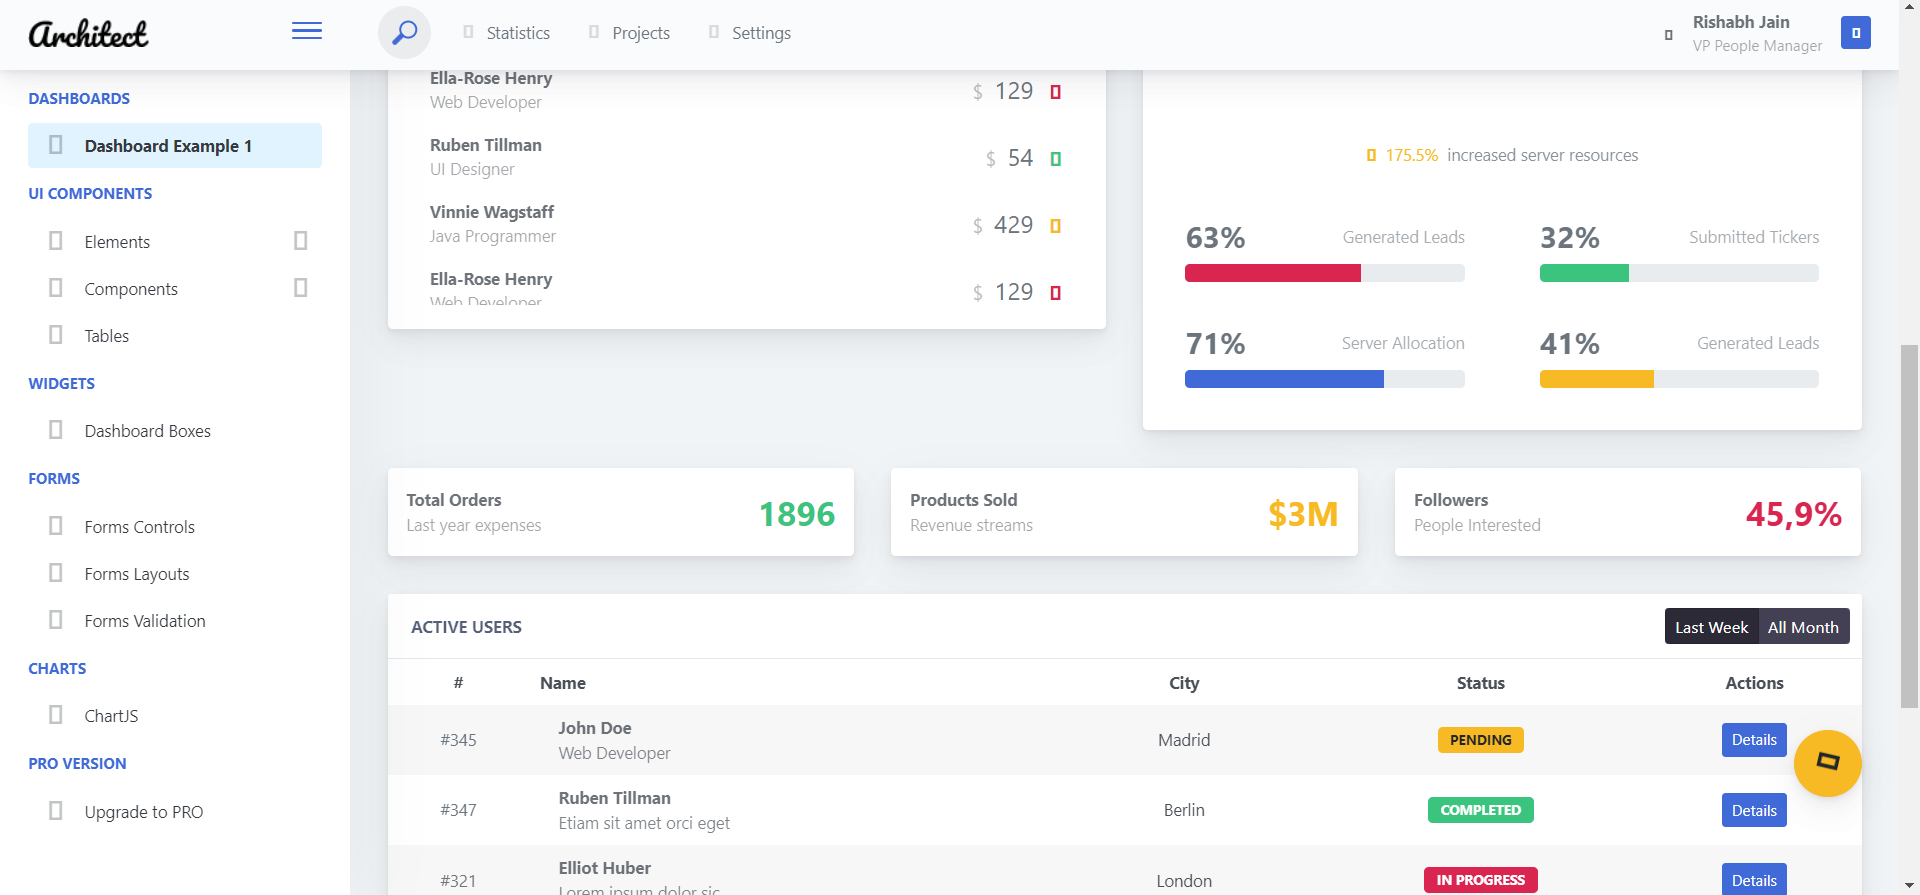 Architect
Statistics
Projects
Settings
Rishabh Jain
VP People Manager
DASHBOARDS
Dashboard Example 1
UI COMPONENTS
Elements
Components
Tables
WIDGETS
Dashboard Boxes
FORMS
Forms Controls
Forms Layouts
Forms Validation
CHARTS
ChartJS
PRO VERSION
Upgrade to PRO
Ella-Rose Henry
Web Developer
$ 129
Ruben Tillman
UI Designer
$ 54
Vinnie Wagstaff
Java Programmer
$ 429
Ella-Rose Henry
Web Developer
$ 129
175.5% increased server resources
63% Generated Leads
32% Submitted Tickers
71% Server Allocation
41% Generated Leads
Total Orders
Last year expenses
1896
Products Sold
Revenue streams
$3M
Followers
People Interested
45,9%
ACTIVE USERS
Last Week All Month
# Name City Status Actions
#345
John Doe
Web Developer
Madrid
PENDING
Details
#347
Ruben Tillman
Etiam sit amet orci eget
Berlin
COMPLETED
Details
#321
Elliot Huber
Lorem ipsum dolor sic
London
IN PROGRESS
Details